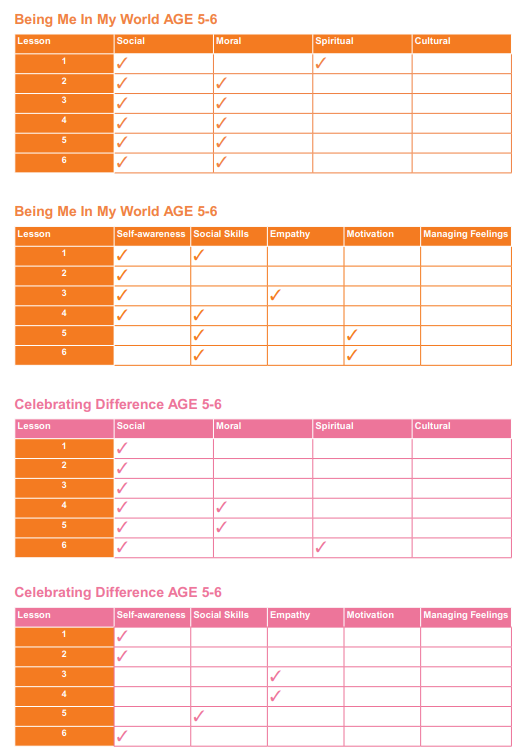 Being Me In My World AGE 5-6
Lesson Social Moral Spiritual Cultural
1 ✓ ✓
2 ✓ ✓
3 ✓ ✓
4 ✓ ✓
5 ✓ ✓
6 ✓ ✓
Being Me In My World AGE 5-6
Lesson Self-awareness Social Skills Empathy Motivation Managing Feelings
1 ✓ ✓
2 ✓
3 ✓ ✓
4 ✓ ✓
5 ✓ ✓
6 ✓ ✓
Celebrating Difference AGE 5-6
Lesson Social Moral Spiritual Cultural
1 ✓
2 ✓
3 ✓
4 ✓ ✓
5 ✓ ✓
6 ✓ ✓
Celebrating Difference AGE 5-6
Lesson Self-awareness Social Skills Empathy Motivation Managing Feelings
1 ✓
2 ✓
3 ✓
4 ✓
5 ✓
6 ✓